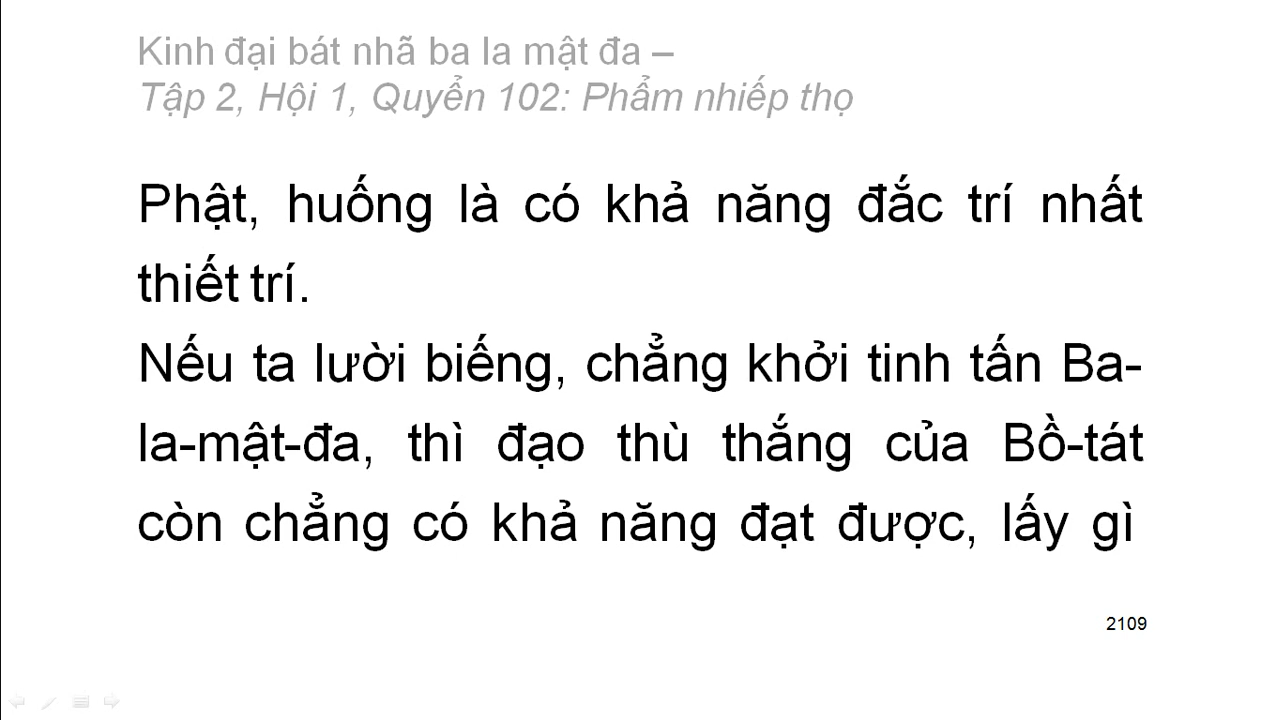 Kinh đại bát nhã ba la mật đa –
Tập 2, Hội 1, Quyển 102: Phẩm nhiếp thọ
Phật, huống là có khả năng đắc trí nhất
thiết trí.
Nếu ta lười biếng, chẳng khởi tinh tấn Ba-
la-mật-đa, thì đạo thù thắng của Bồ-tát
còn chẳng có khả năng đạt được, lấy gì
2109